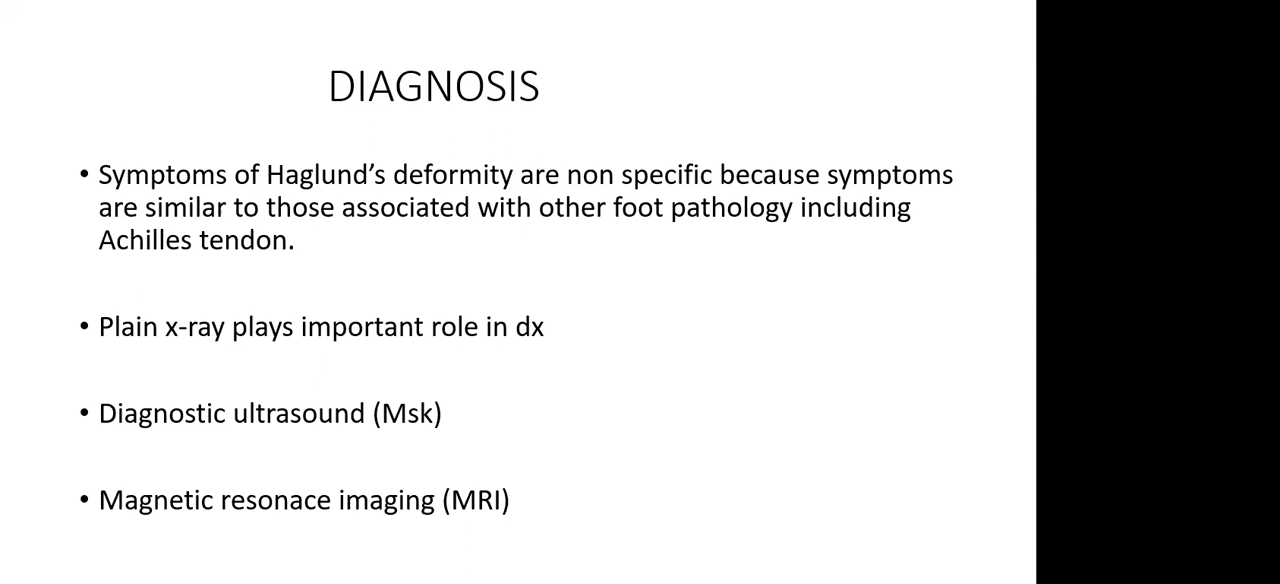 DIAGNOSIS
• Symptoms of Haglund’s deformity are non specific because symptoms
are similar to those associated with other foot pathology including
Achilles tendon.
• Plain x-ray plays important role in dx
• Diagnostic ultrasound (Msk)
• Magnetic resonace imaging (MRI)